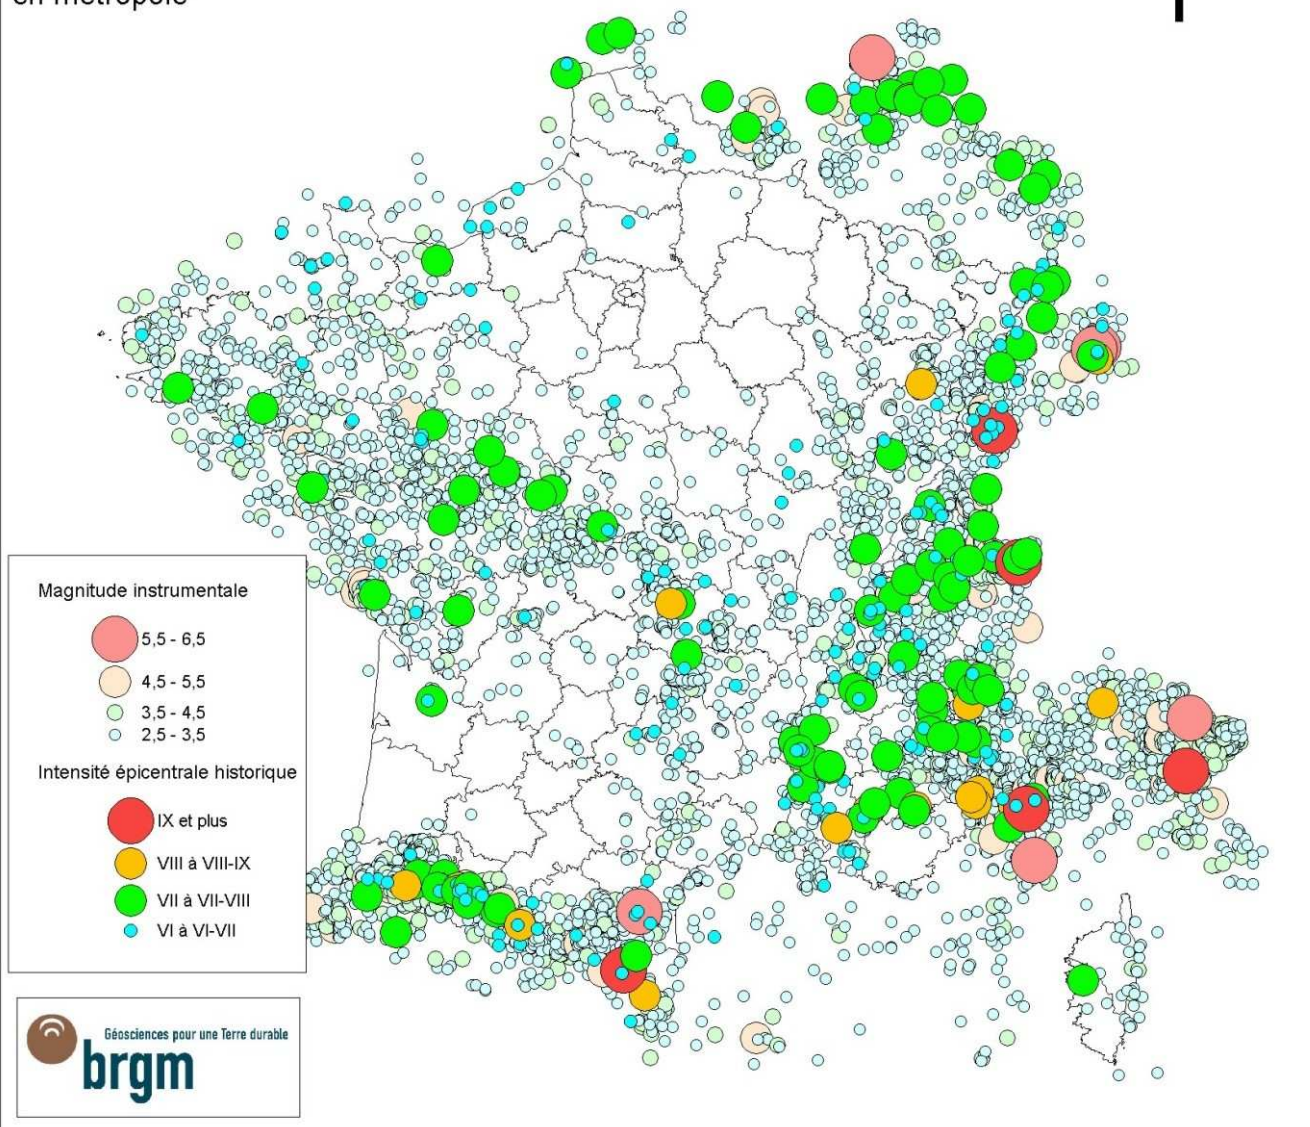 en métropole
Magnitude instrumentale
5,5 - 6,5
4,5 - 5,5
3,5 - 4,5
2,5 - 3,5
Intensité épicentrale historique
IX et plus
VIII à VIII-IX
VII à VII-VIII
VI à VI-VII
Géosciences pour une Terre durable
brgm